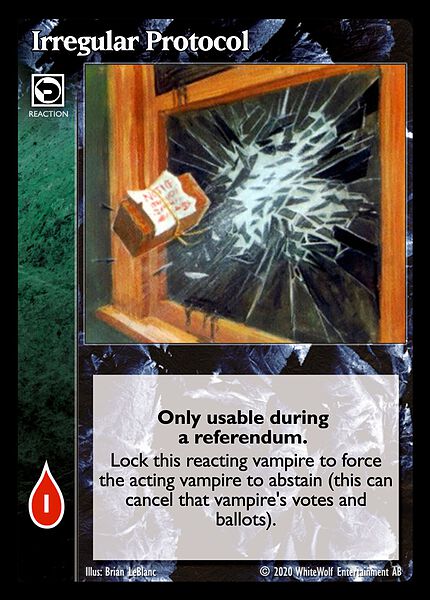 Irregular Protocol
REACTION
Only usable during
a referendum.
Lock this reacting vampire to force
the acting vampire to abstain (this can
cancel that vampire's votes and
ballots).
1
Illus: Brian LeBlanc
© 2020 WhiteWolf Entertainment AB